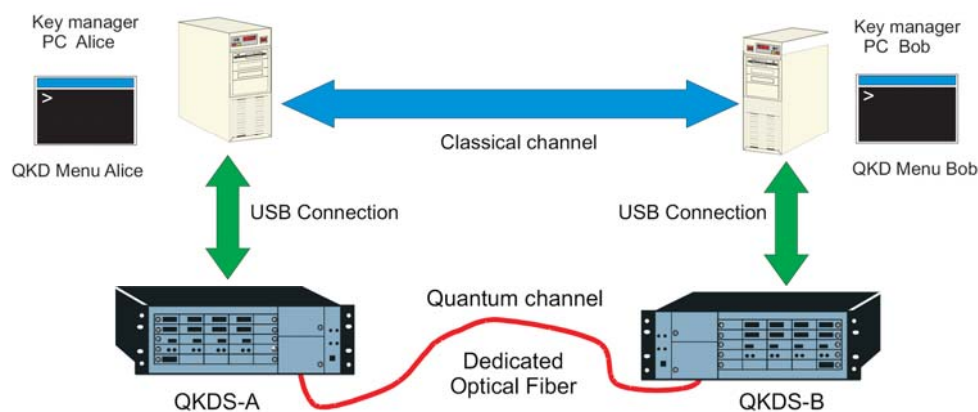 Key manager
PC Alice
Key manager
PC Bob
>
>
Classical channel
QKD Menu Alice
QKD Menu Bob
USB Connection
USB Connection
Quantum channel
Dedicated
Optical Fiber
QKDS-A
QKDS-B